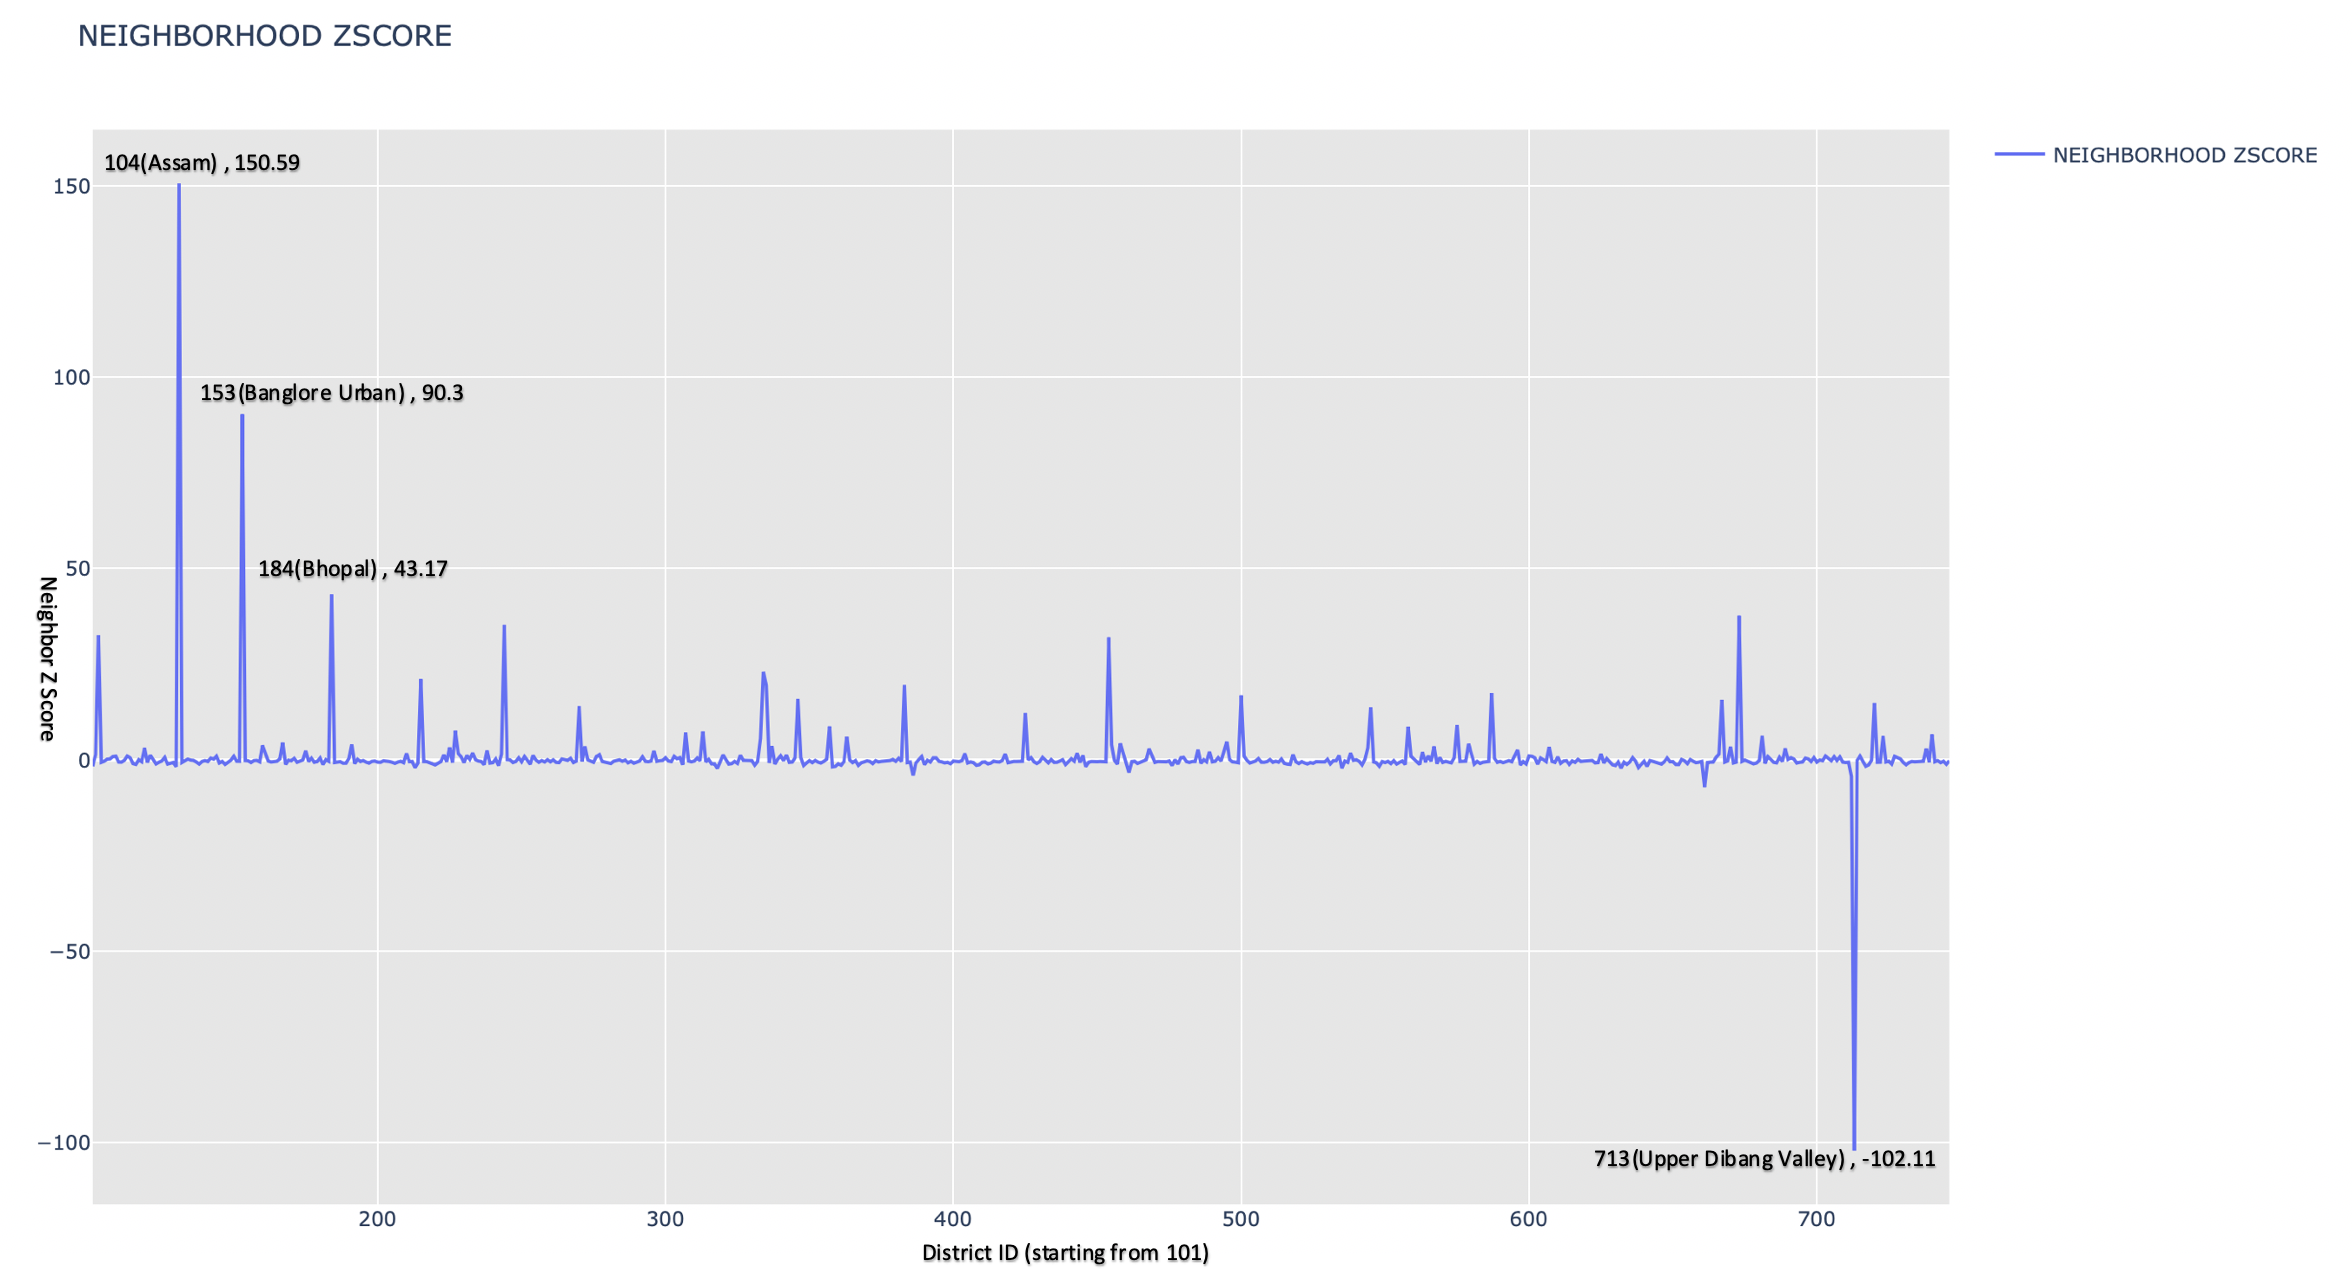 NEIGHBORHOOD ZSCORE
NEIGHBORHOOD ZSCORE
104(Assam) , 150.59
150
100
153(Banglore Urban) , 90.3
184(Bhopal) , 43.17
50
Neighbor Z Score
0
−50
−100
713(Upper Dibang Valley) , -102.11
200 300 400 500 600 700
District ID (starting from 101)